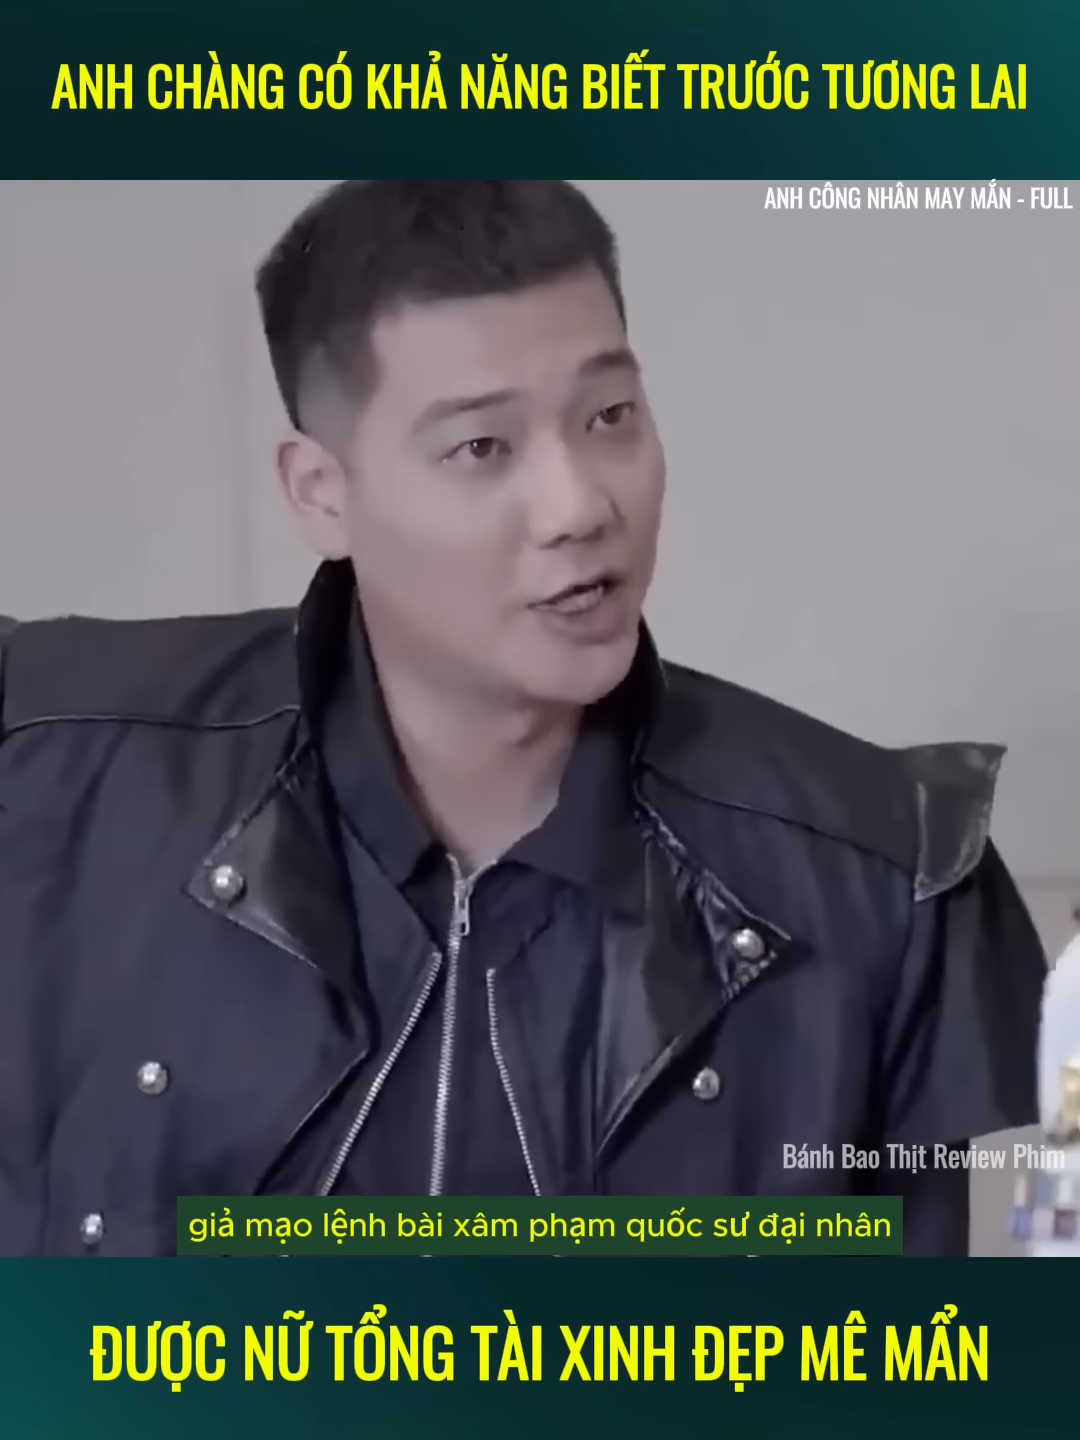 ANH CHÀNG CÓ KHẢ NĂNG BIẾT TRƯỚC TƯƠNG LAI
ANH CÔNG NHÂN MAY MẮN - FULL
Bánh Bao Thịt Review Phim
giả mạo lệnh bài xâm phạm quốc sư đại nhân
ĐƯỢC NỮ TỔNG TÀI XINH ĐẸP MÊ MẨN